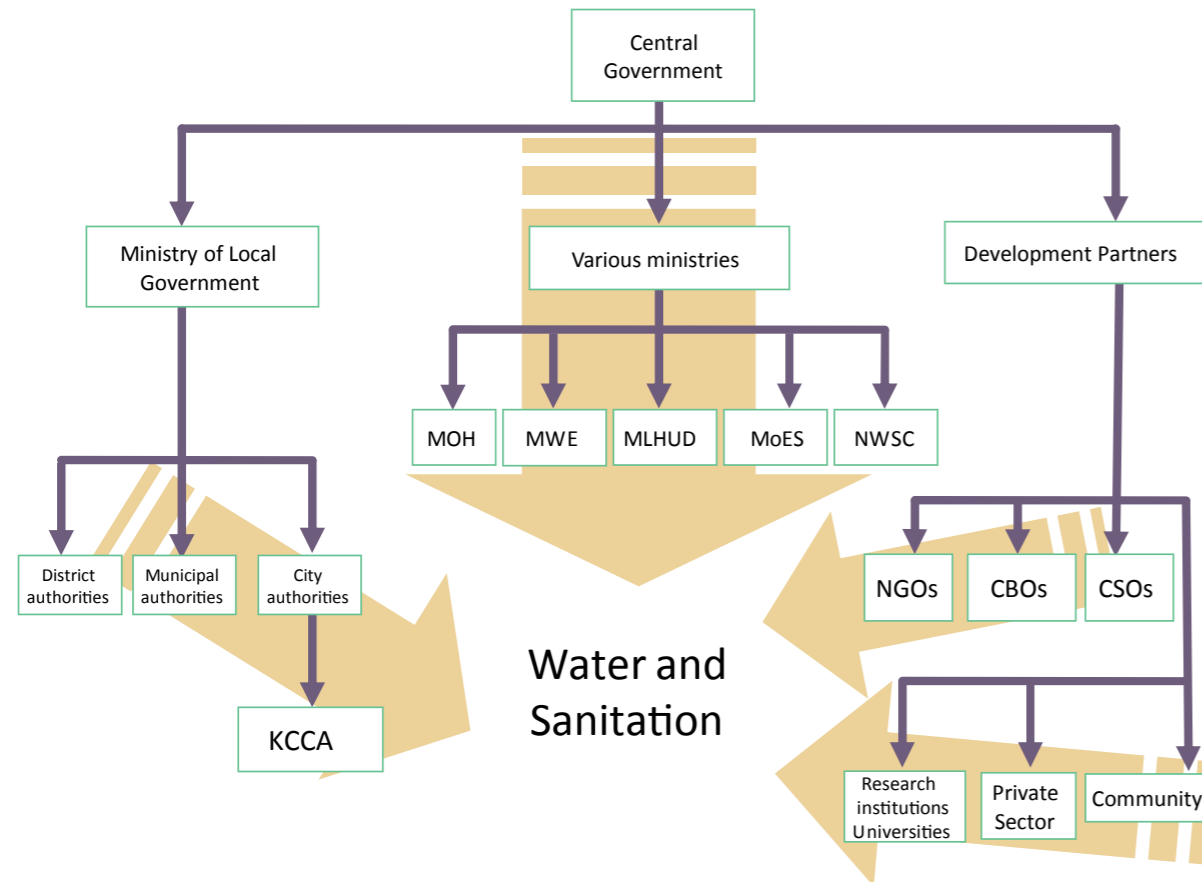 Central
Government
Ministry of Local
Government
Various ministries
Development Partners
MOH
MWE
MLHUD
MoES
NWSC
District
authorities
Municipal
authorities
City
authorities
NGOs
CBOs
CSOs
Water and
Sanitation
KCCA
Research
institutions
Universities
Private
Sector
Community